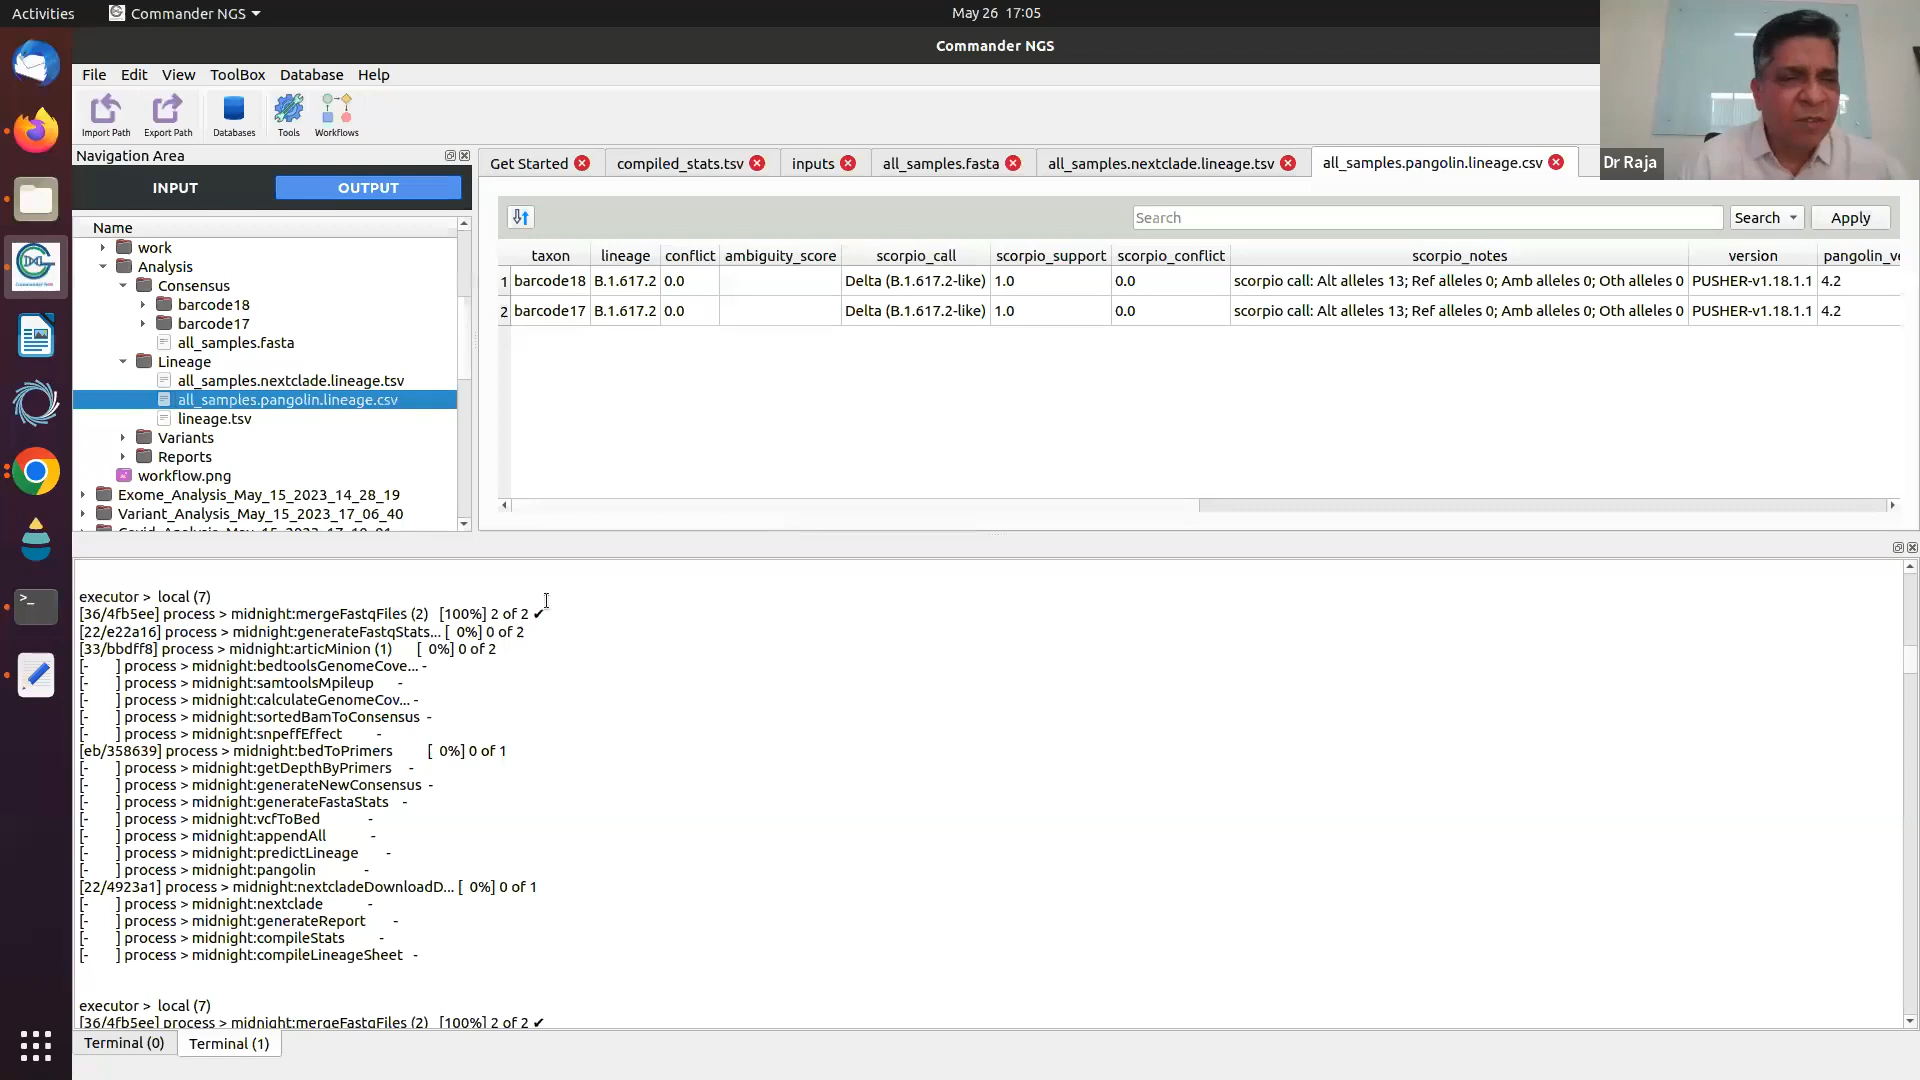 Activities
Commander NGS
May 26 17:05
Commander NGS
File Edit View ToolBox Database Help
Import Path Export Path Databases Tools Workflows
Dr Raja
Navigation Area
INPUT OUTPUT
Name
work
Analysis
Consensus
barcode18
barcode17
all_samples.fasta
Lineage
all_samples.nextclade.lineage.tsv
all_samples.pangolin.lineage.csv
lineage.tsv
Variants
Reports
workflow.png
Exome_Analysis_May_15_2023_14_28_19
Variant_Analysis_May_15_2023_17_06_40
Get Started compiled_stats.tsv inputs all_samples.fasta all_samples.nextclade.lineage.tsv all_samples.pangolin.lineage.csv
Search Search Apply
taxon lineage conflict ambiguity_score scorpio_call scorpio_support scorpio_conflict scorpio_notes version pangolin_ve
1 barcode18 B.1.617.2 0.0 Delta (B.1.617.2-like) 1.0 0.0 scorpio call: Alt alleles 13; Ref alleles 0; Amb alleles 0; Oth alleles 0 PUSHER-v1.18.1.1 4.2
2 barcode17 B.1.617.2 0.0 Delta (B.1.617.2-like) 1.0 0.0 scorpio call: Alt alleles 13; Ref alleles 0; Amb alleles 0; Oth alleles 0 PUSHER-v1.18.1.1 4.2
executor > local (7)
[36/4fb5ee] process > midnight:mergeFastqFiles (2) [100%] 2 of 2 ✔
[22/e22a16] process > midnight:generateFastqStats... [ 0%] 0 of 2
[33/bbdff8] process > midnight:articMinion (1) [ 0%] 0 of 2
[- ] process > midnight:bedtoolsGenomeCove... -
[- ] process > midnight:samtoolsMpileup -
[- ] process > midnight:calculateGenomeCov... -
[- ] process > midnight:sortedBamToConsensus -
[- ] process > midnight:snpeffEffect -
[eb/358639] process > midnight:bedToPrimers [ 0%] 0 of 1
[- ] process > midnight:getDepthByPrimers -
[- ] process > midnight:generateNewConsensus -
[- ] process > midnight:generateFastaStats -
[- ] process > midnight:vcfToBed -
[- ] process > midnight:appendAll -
[- ] process > midnight:predictLineage -
[- ] process > midnight:pangolin -
[22/4923a1] process > midnight:nextcladeDownloadD... [ 0%] 0 of 1
[- ] process > midnight:nextclade -
[- ] process > midnight:generateReport -
[- ] process > midnight:compileStats -
[- ] process > midnight:compileLineageSheet -
executor > local (7)
[36/4fb5ee] process > midnight:mergeFastqFiles (2) [100%] 2 of 2 ✔
Terminal (0) Terminal (1)